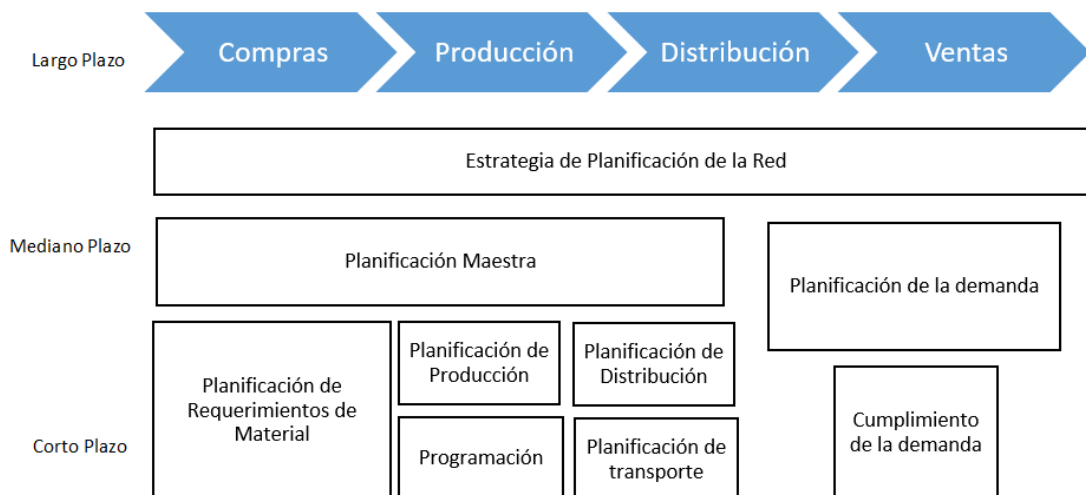 Largo Plazo
Compras
Producción
Distribución
Ventas
Estrategia de Planificación de la Red
Mediano Plazo
Planificación Maestra
Planificación de la demanda
Planificación de
Requerimientos de
Material
Planificación de
Producción
Planificación de
Distribución
Corto Plazo
Programación
Planificación de
transporte
Cumplimiento
de la demanda